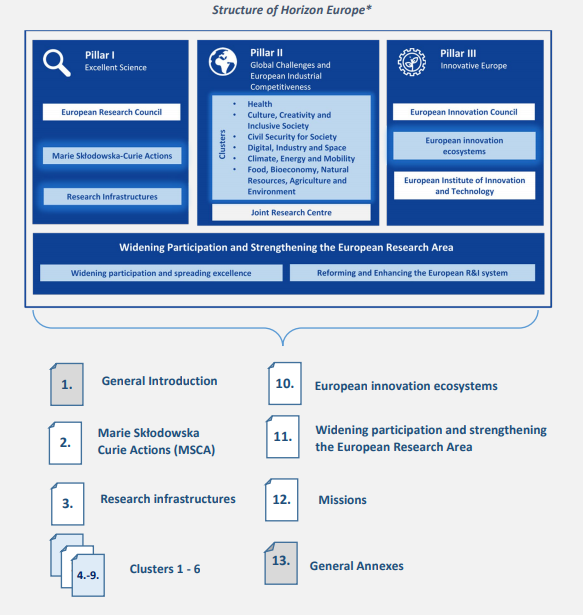 Structure of Horizon Europe*
Pillar I
Excellent Science
European Research Council
Marie Skłodowska-Curie Actions
Research Infrastructures
Pillar II
Global Challenges and
European Industrial
Competitiveness
Clusters
• Health
• Culture, Creativity and
Inclusive Society
• Civil Security for Society
• Digital, Industry and Space
• Climate, Energy and Mobility
• Food, Bioeconomy, Natural
Resources, Agriculture and
Environment
Joint Research Centre
Pillar III
Innovative Europe
European Innovation Council
European innovation
ecosystems
European Institute of Innovation
and Technology
Widening Participation and Strengthening the European Research Area
Widening participation and spreading excellence
Reforming and Enhancing the European R&I system
1.
General Introduction
2.
Marie Skłodowska
Curie Actions (MSCA)
3.
Research infrastructures
4.-9.
Clusters 1 - 6
10.
European innovation ecosystems
11.
Widening participation and strengthening
the European Research Area
12.
Missions
13.
General Annexes